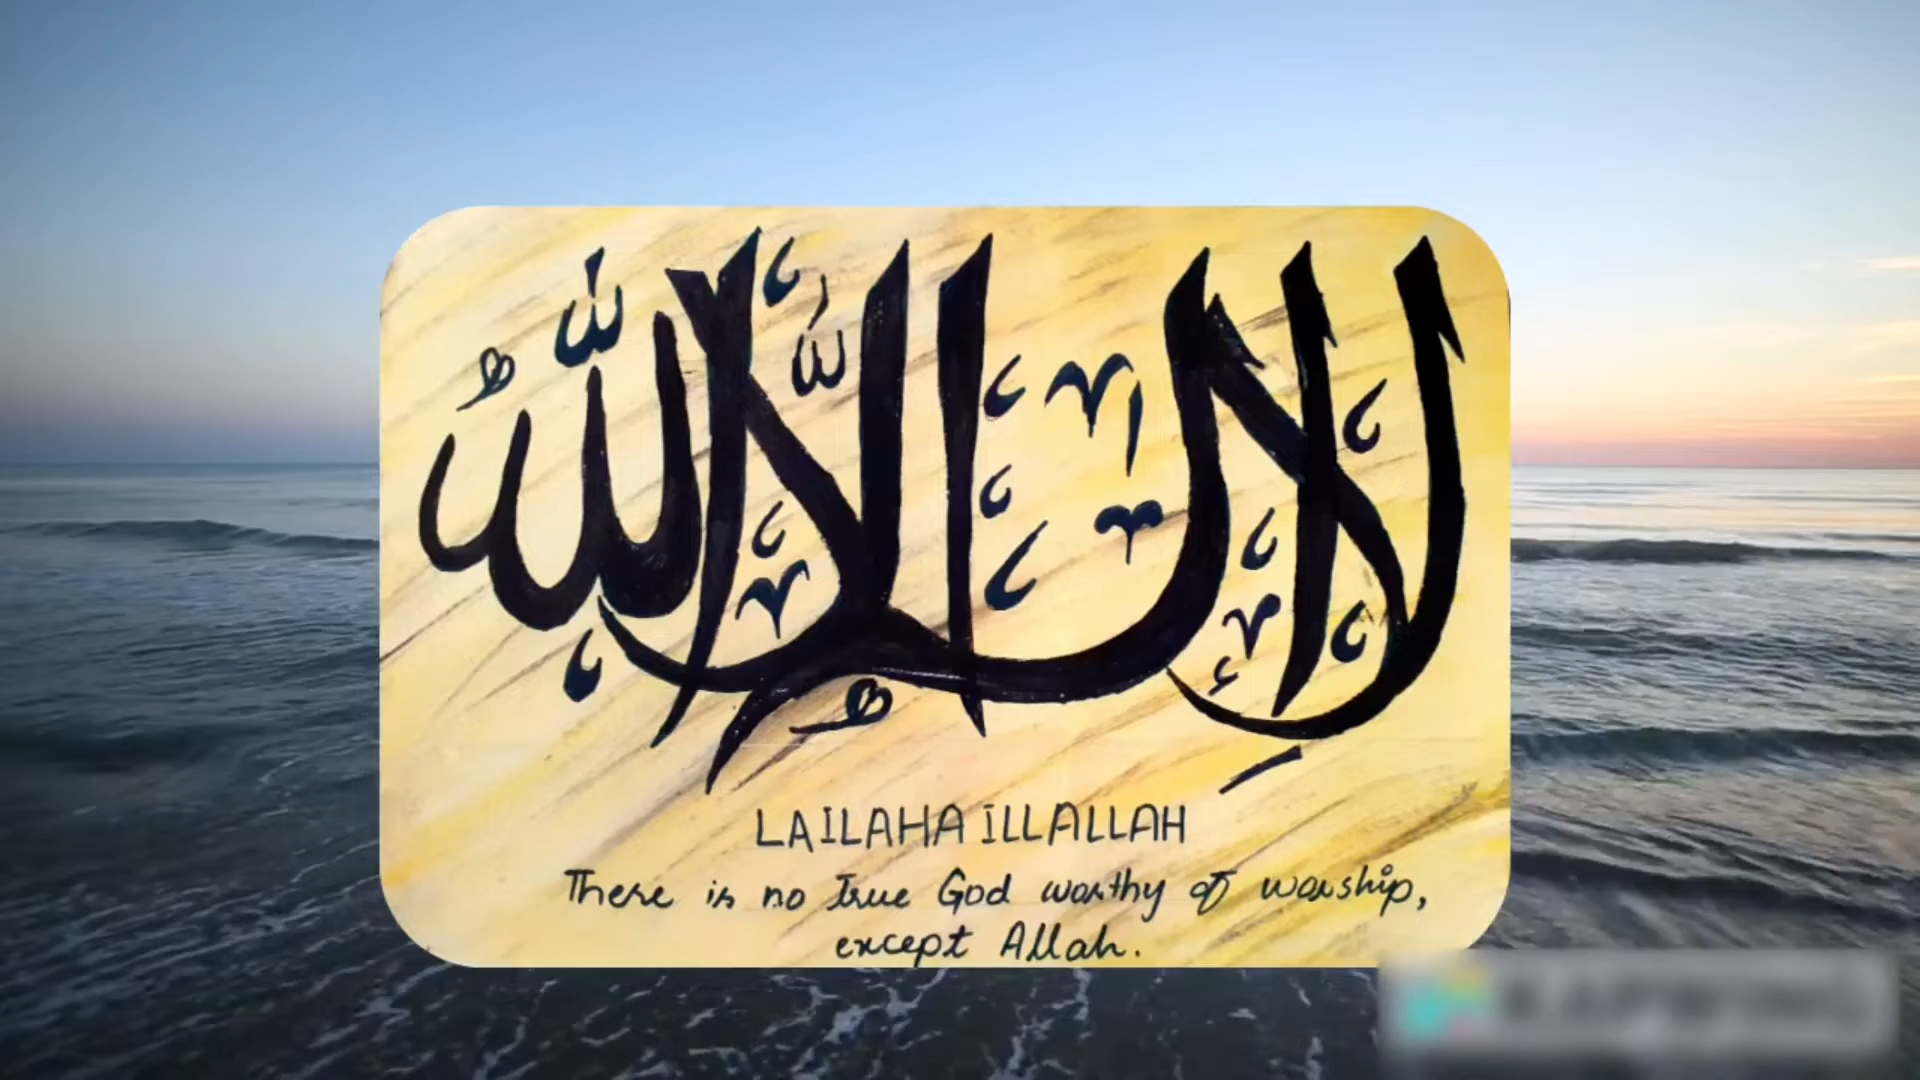 لا إله إلا الله
LAILAHA ILLALLAH
There is no true God worthy of worship,
except Allah.